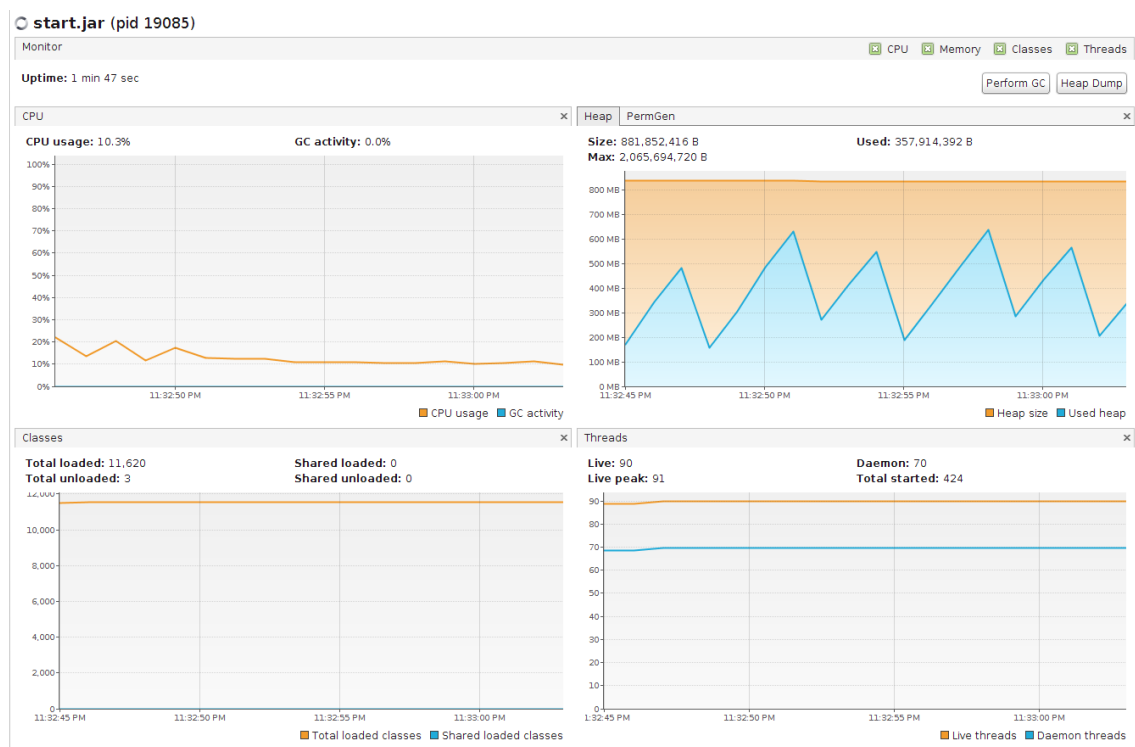 start.jar (pid 19085)
Monitor
CPU Memory Classes Threads
Uptime: 1 min 47 sec
Perform GC Heap Dump
CPU
CPU usage: 10.3% GC activity: 0.0%
100%
90%
80%
70%
60%
50%
40%
30%
20%
10%
0%
11:32:50 PM 11:32:55 PM 11:33:00 PM
CPU usage GC activity
Heap PermGen
Size: 881,852,416 B Used: 357,914,392 B
Max: 2,065,694,720 B
800 MB
700 MB
600 MB
500 MB
400 MB
300 MB
200 MB
100 MB
0 MB
11:32:45 PM 11:32:50 PM 11:32:55 PM 11:33:00 PM
Heap size Used heap
Classes
Total loaded: 11,620 Shared loaded: 0
Total unloaded: 3 Shared unloaded: 0
12,000
10,000
8,000
6,000
4,000
2,000
0
11:32:45 PM 11:32:50 PM 11:32:55 PM 11:33:00 PM
Total loaded classes Shared loaded classes
Threads
Live: 90 Daemon: 70
Live peak: 91 Total started: 424
90
80
70
60
50
40
30
20
10
0
1:32:45 PM 11:32:50 PM 11:32:55 PM 11:33:00 PM
Live threads Daemon threads